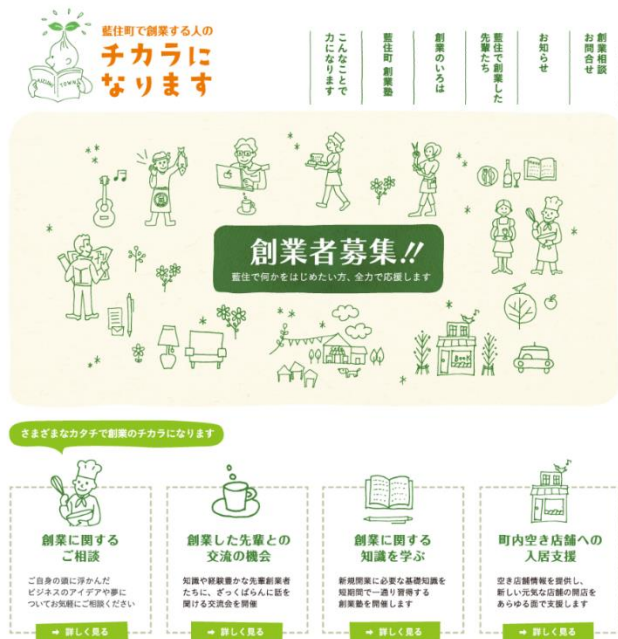 藍住町で創業する人の
チカラに
なります
AIZUMI TOWN
こんなことで
力になります
藍住町 創業塾
創業のいろは
藍住で創業した
先輩たち
お知らせ
創業相談
お問合せ
創業者募集!!
藍住で何かをはじめたい方、全力で応援します
さまざまなカタチで創業のチカラになります
創業に関する
ご相談
ご自身の頭に浮かんだ
ビジネスのアイデアや夢に
ついてお気軽にご相談ください
➡ 詳しく見る
創業した先輩との
交流の機会
知識や経験豊かな先輩創業者
たちに、ざっくばらんに話を
聞ける交流会を開催
➡ 詳しく見る
創業に関する
知識を学ぶ
新規開業に必要な基礎知識を
短期間で一通り習得する
創業塾を開催します
➡ 詳しく見る
町内空き店舗への
入居支援
空き店舗情報を提供し、
新しい元気な店舗の開店を
あらゆる面で支援します
➡ 詳しく見る